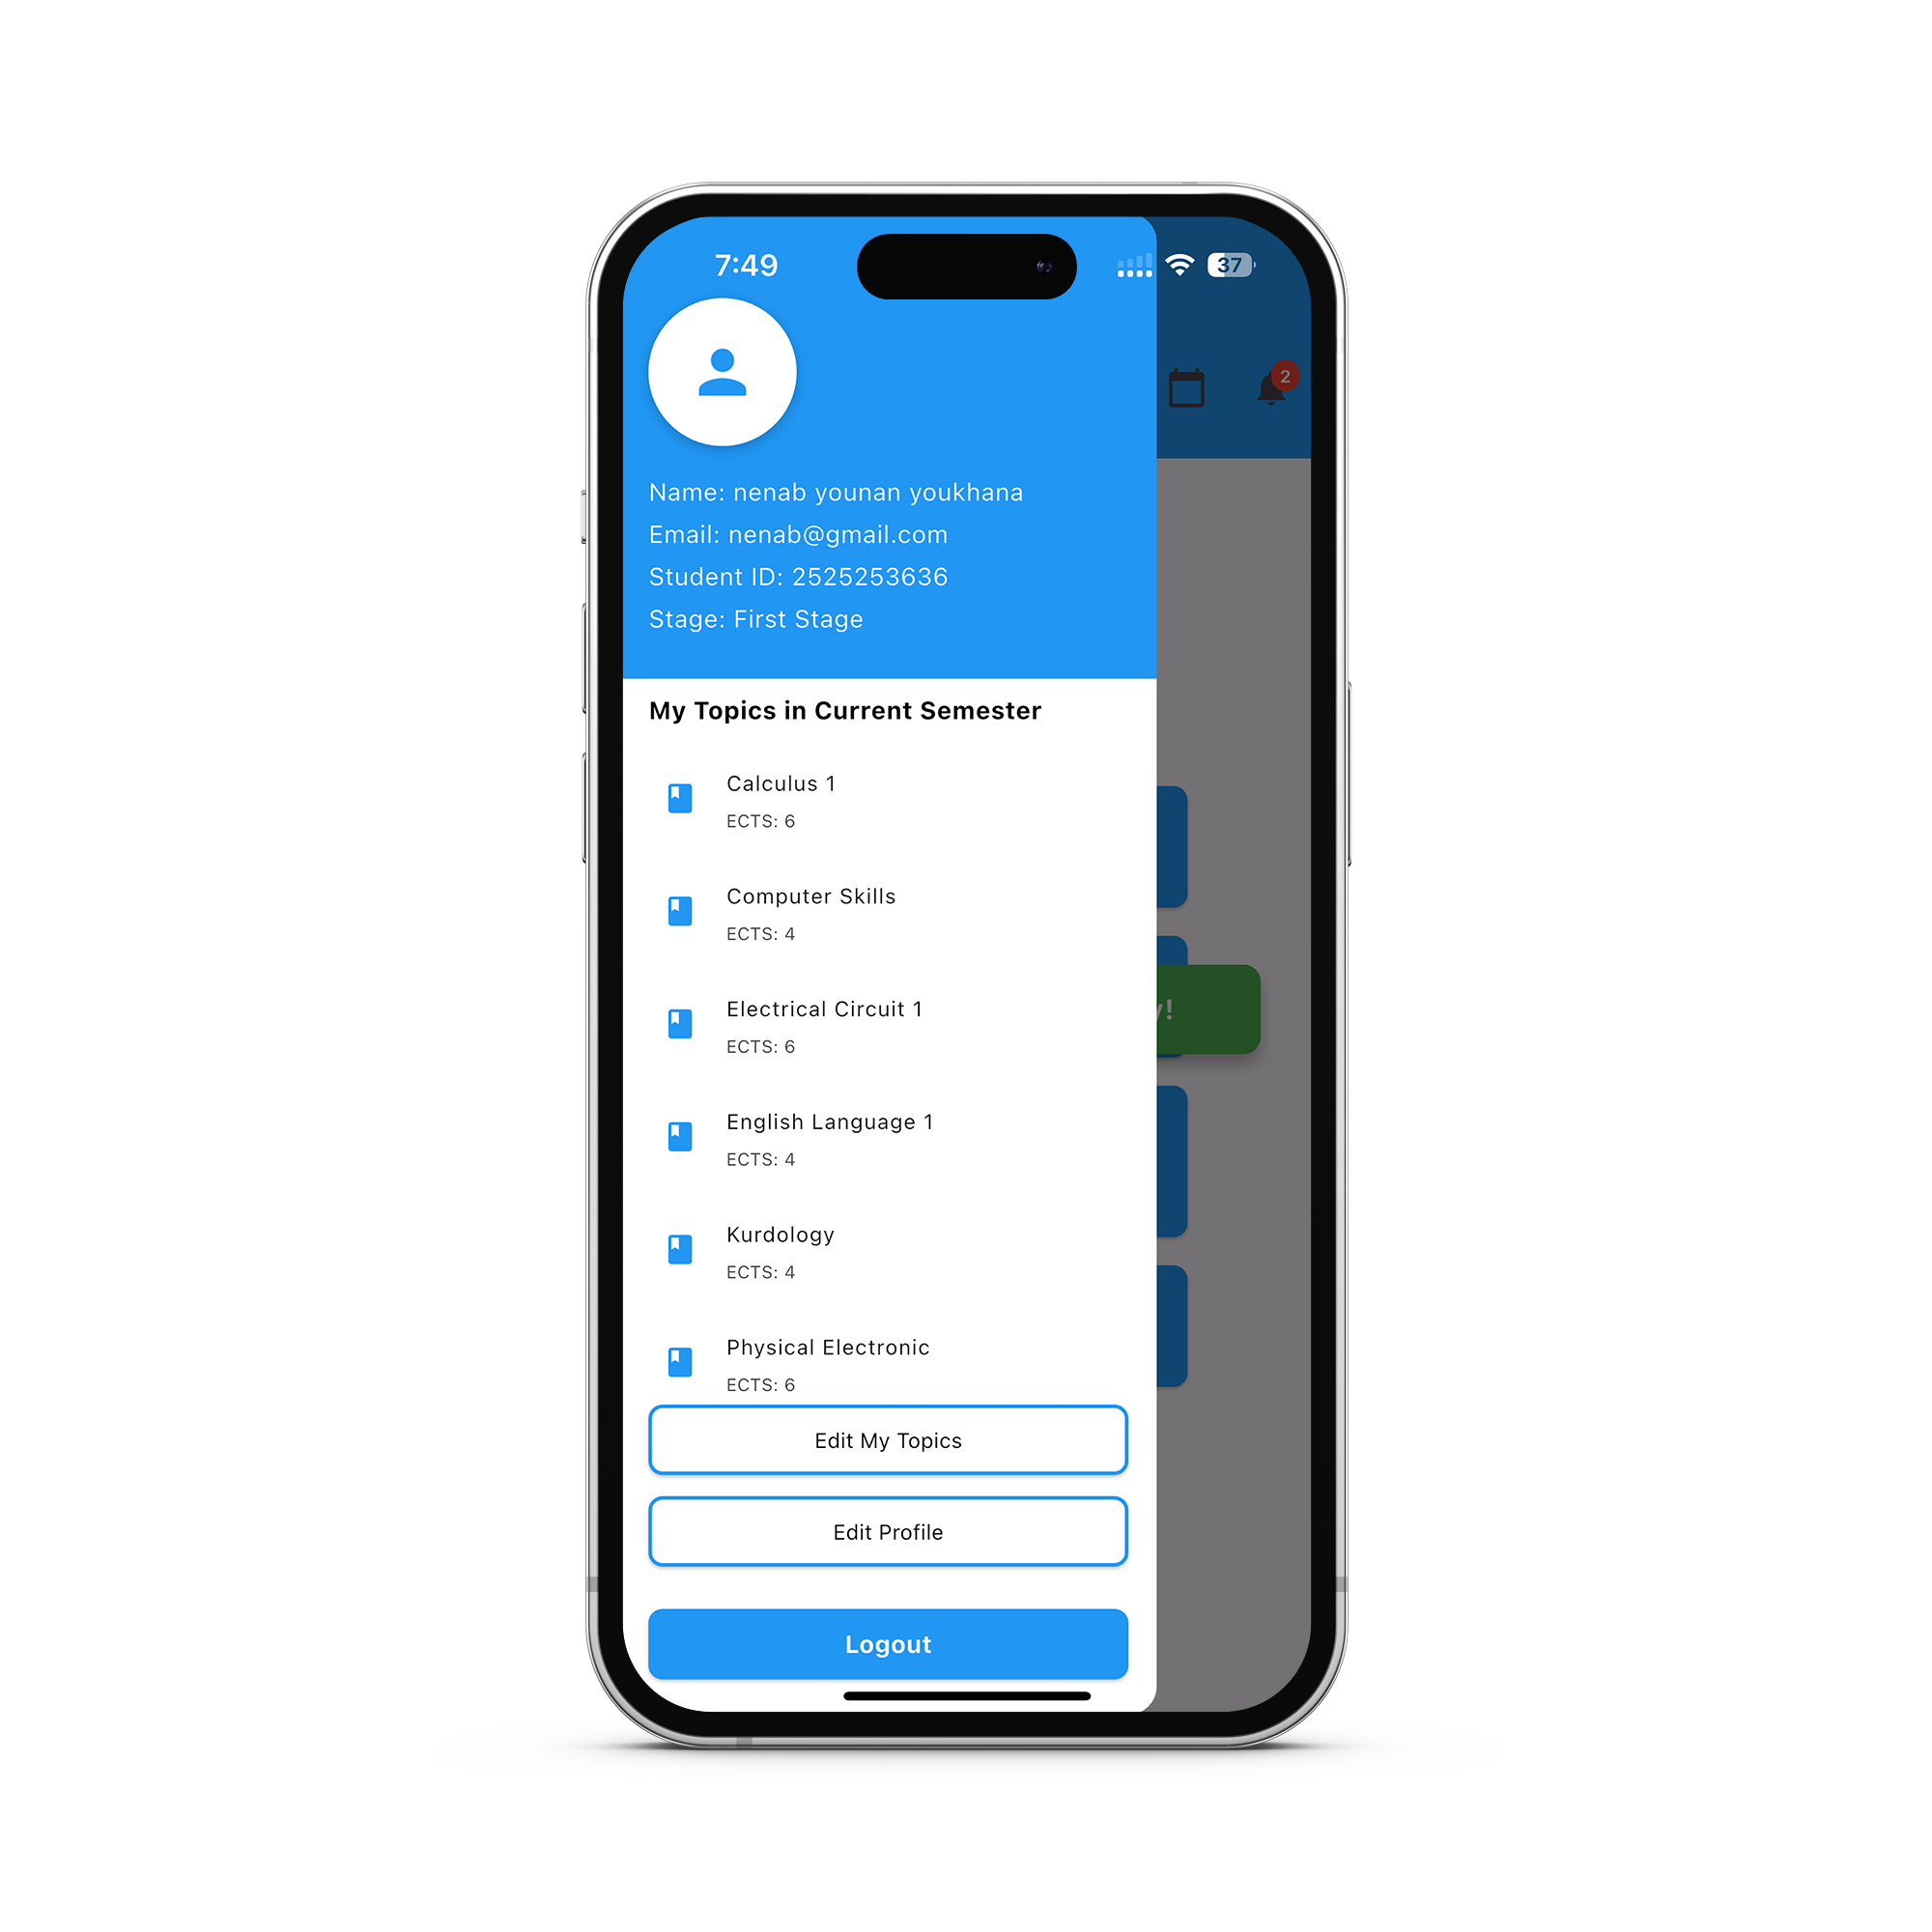 7:49
37
2
Name: nenab younan youkhana
Email: nenab@gmail.com
Student ID: 2525253636
Stage: First Stage
My Topics in Current Semester
Calculus 1
ECTS: 6
Computer Skills
ECTS: 4
Electrical Circuit 1
ECTS: 6
English Language 1
ECTS: 4
Kurdology
ECTS: 4
Physical Electronic
ECTS: 6
Edit My Topics
Edit Profile
Logout